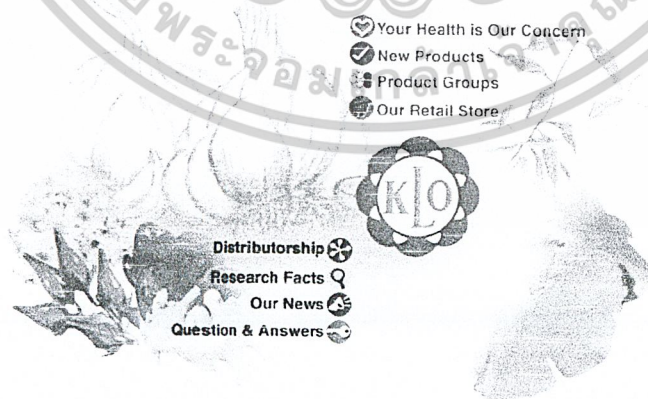 Your Health is Our Concern
New Products
Product Groups
Our Retail Store
KLO
Distributorship
Research Facts
Our News
Question & Answers